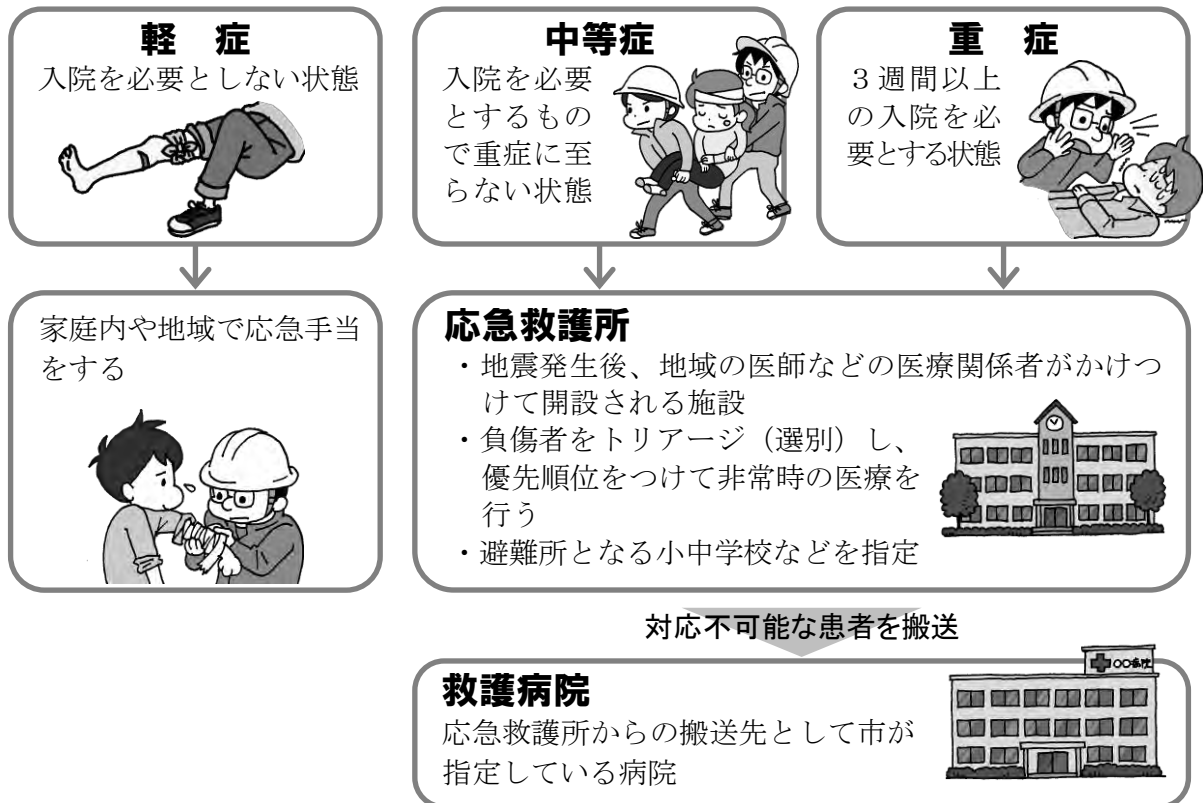 軽　症
入院を必要としない状態
中等症
入院を必要
とするもの
で重症に至
らない状態
重　症
３週間以上
の入院を必
要とする状態
家庭内や地域で応急手当
をする
応急救護所
・地震発生後、地域の医師などの医療関係者がかけつ
けて開設される施設
・負傷者をトリアージ（選別）し、
優先順位をつけて非常時の医療を
行う
・避難所となる小中学校などを指定
対応不可能な患者を搬送
救護病院
応急救護所からの搬送先として市が
指定している病院
〇〇病院